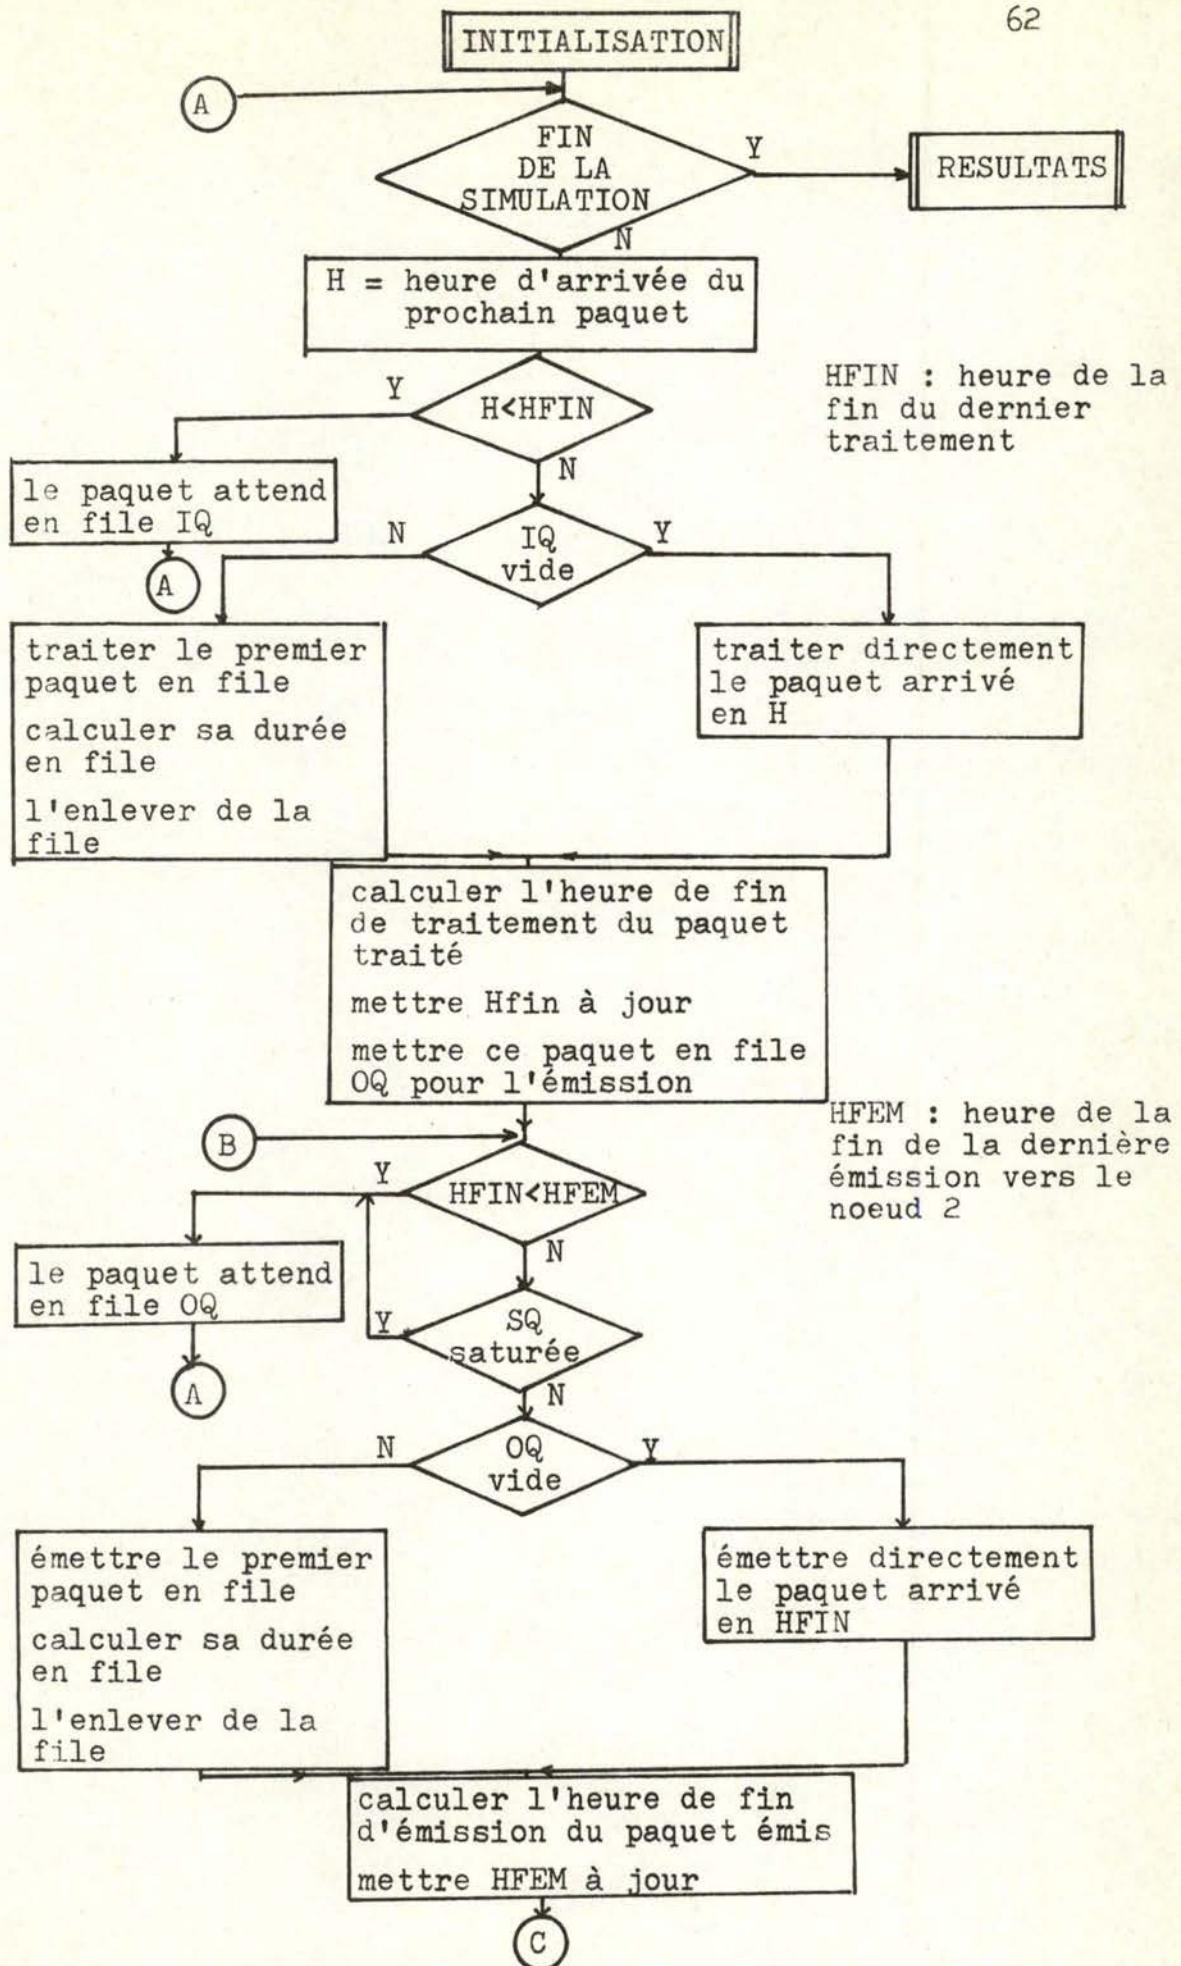 62
INITIALISATION
A
FIN
DE LA
SIMULATION
Y
RESULTATS
N
H = heure d'arrivée du
prochain paquet
HFIN : heure de la
fin du dernier
traitement
Y
H<HFIN
N
le paquet attend
en file IQ
A
N
IQ
vide
Y
traiter le premier
paquet en file
calculer sa durée
en file
l'enlever de la
file
traiter directement
le paquet arrivé
en H
calculer l'heure de fin
de traitement du paquet
traité
mettre Hfin à jour
mettre ce paquet en file
OQ pour l'émission
HFEM : heure de la
fin de la dernière
émission vers le
noeud 2
B
Y
HFIN<HFEM
N
le paquet attend
en file OQ
A
Y
SQ
saturée
N
N
OQ
vide
Y
émettre le premier
paquet en file
calculer sa durée
en file
l'enlever de la
file
émettre directement
le paquet arrivé
en HFIN
calculer l'heure de fin
d'émission du paquet émis
mettre HFEM à jour
C